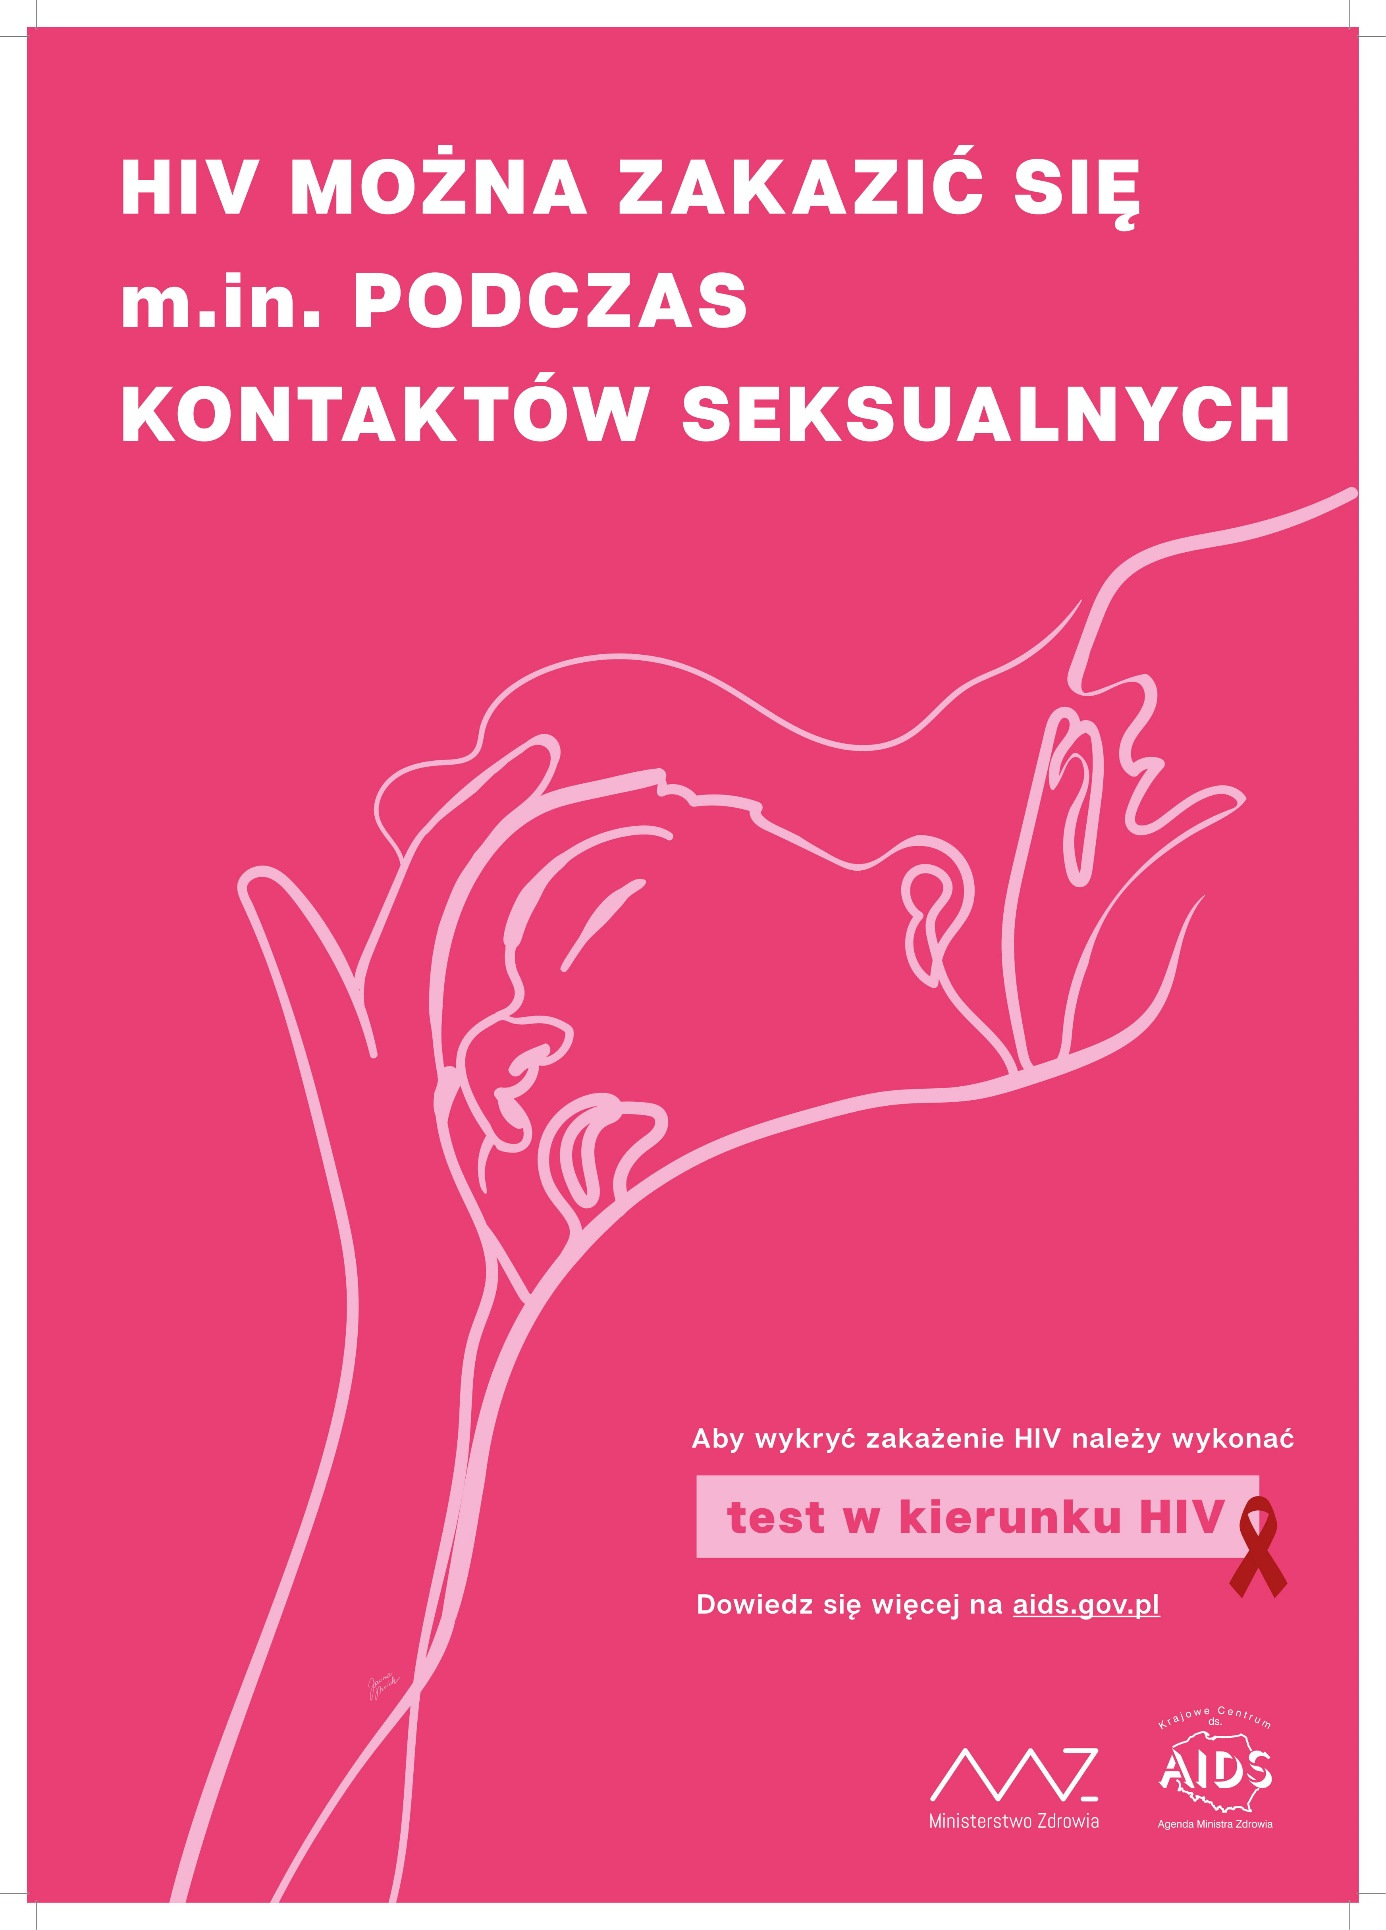 HIV MOŻNA ZAKAZIĆ SIĘ
m.in. PODCZAS
KONTAKTÓW SEKSUALNYCH
Aby wykryć zakażenie HIV należy wykonać
test w kierunku HIV
Dowiedz się więcej na aids.gov.pl
MZ
Ministerstwo Zdrowia
Krajowe Centrum
ds.
AIDS
Agenda Ministra Zdrowia